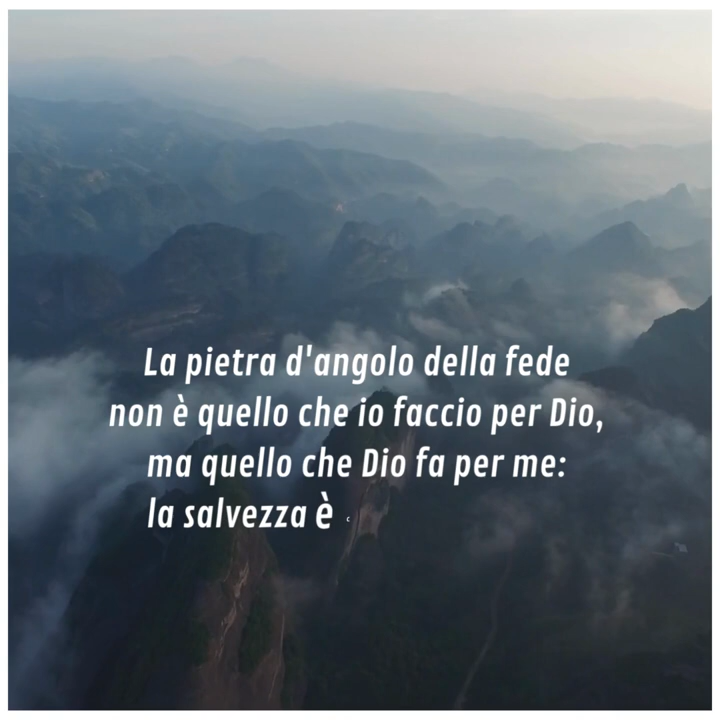 La pietra d'angolo della fede
non è quello che io faccio per Dio,
ma quello che Dio fa per me:
la salvezza è c